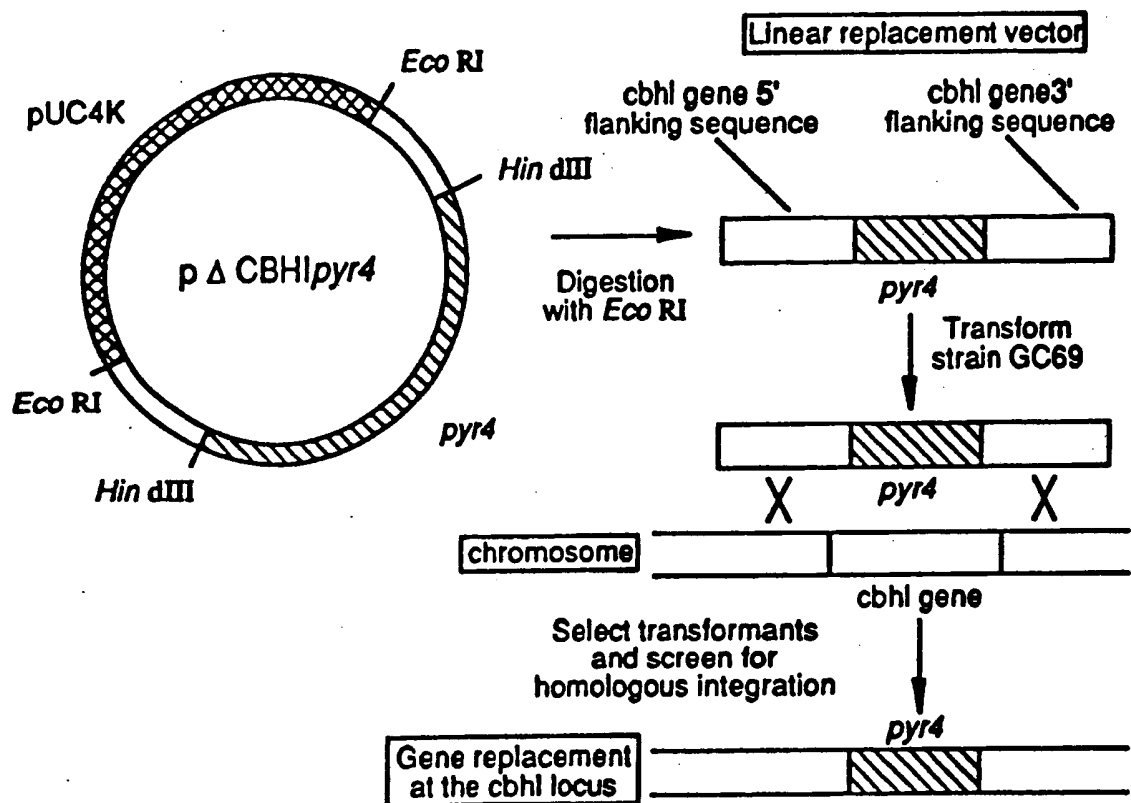 Eco RI
pUC4K
Hin dIII
p Δ CBHIpyr4
Eco RI
Hin dIII
pyr4
Digestion
with Eco RI
Linear replacement vector
cbhI gene 5'
flanking sequence
cbhI gene3'
flanking sequence
pyr4
Transform
strain GC69
pyr4
X
X
chromosome
cbhI gene
Select transformants
and screen for
homologous integration
pyr4
Gene replacement
at the cbhI locus